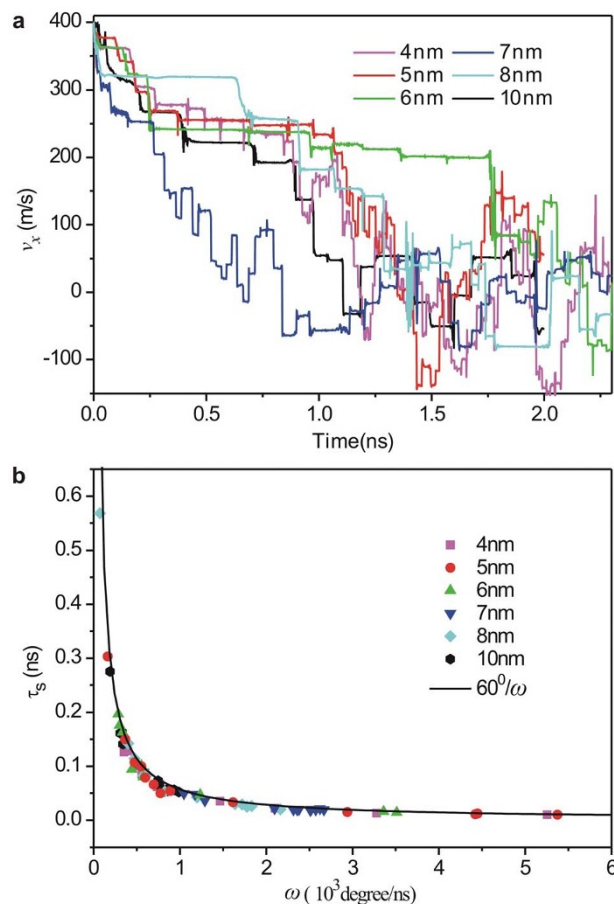 a
400
300
200
100
0
-100
v_x (m/s)
4nm 7nm
5nm 8nm
6nm 10nm
0.0 0.5 1.0 1.5 2.0
Time(ns)
b
0.6
0.5
0.4
0.3
0.2
0.1
0.0
τ_s (ns)
4nm
5nm
6nm
7nm
8nm
10nm
60⁰/ω
0 1 2 3 4 5 6
ω ( 10³degree/ns)